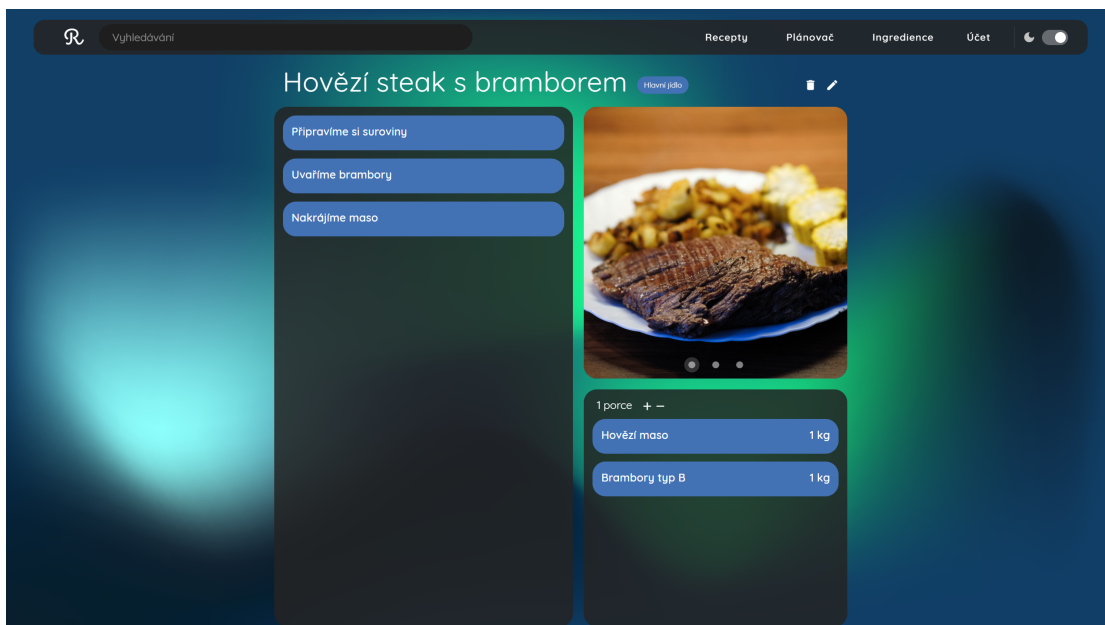 R
Vyhledávání
Recepty
Plánovač
Ingredience
Účet
Hovězí steak s bramborem
Hlavní jídlo
Připravíme si suroviny
Uvaříme brambory
Nakrájíme maso
1 porce + −
Hovězí maso 1 kg
Brambory typ B 1 kg